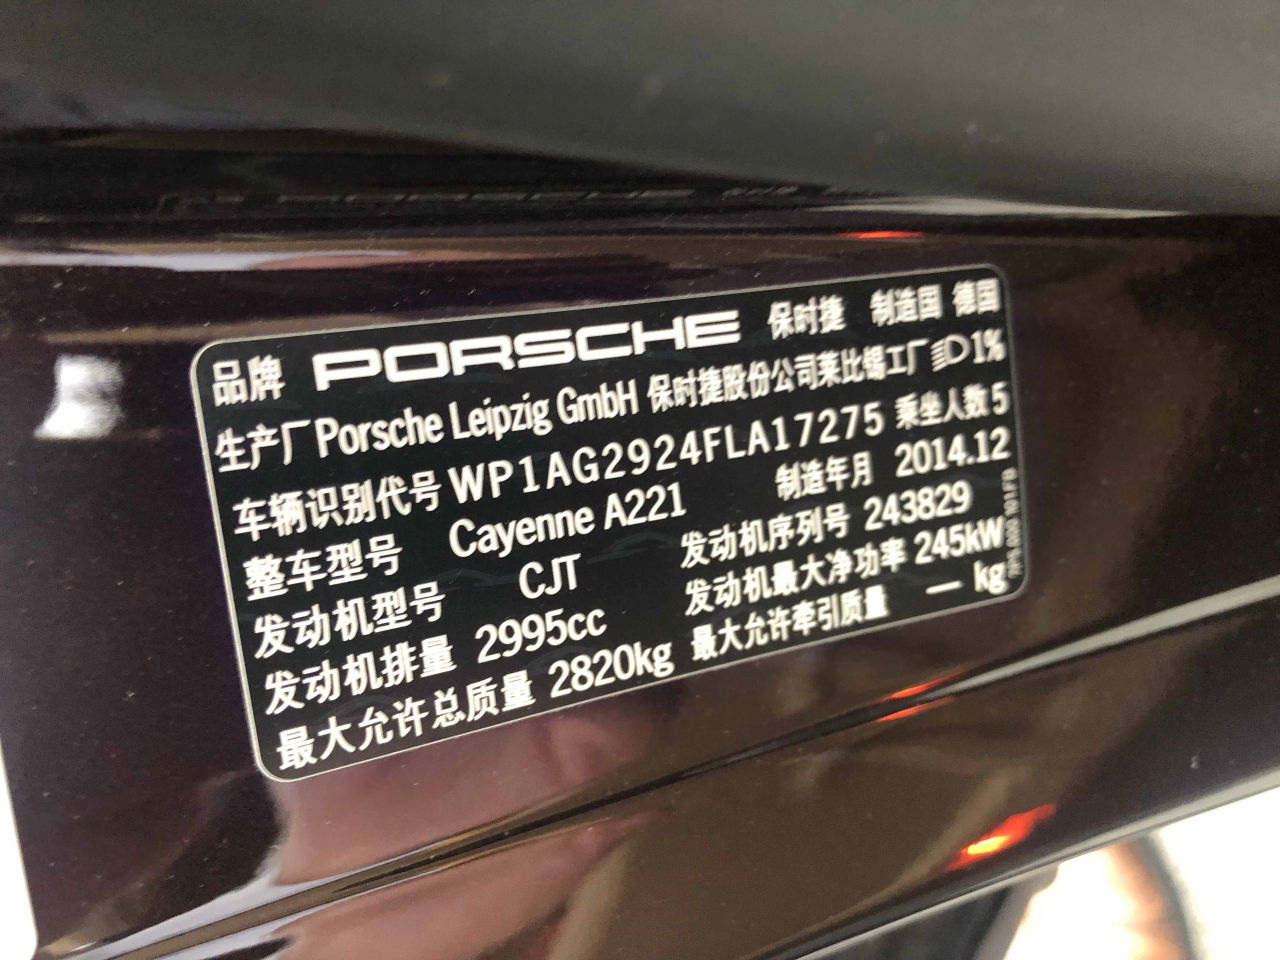 品牌 PORSCHE 保时捷 制造国 德国
生产厂 Porsche Leipzig GmbH 保时捷股份公司莱比锡工厂 1%
车辆识别代号 WP1AG2924FLA17275 乘坐人数 5
整车型号 Cayenne A221 制造年月 2014.12
发动机型号 CJT 发动机序列号 243829
发动机排量 2995cc 发动机最大净功率 245kW
最大允许总质量 2820kg 最大允许牵引质量 — kg